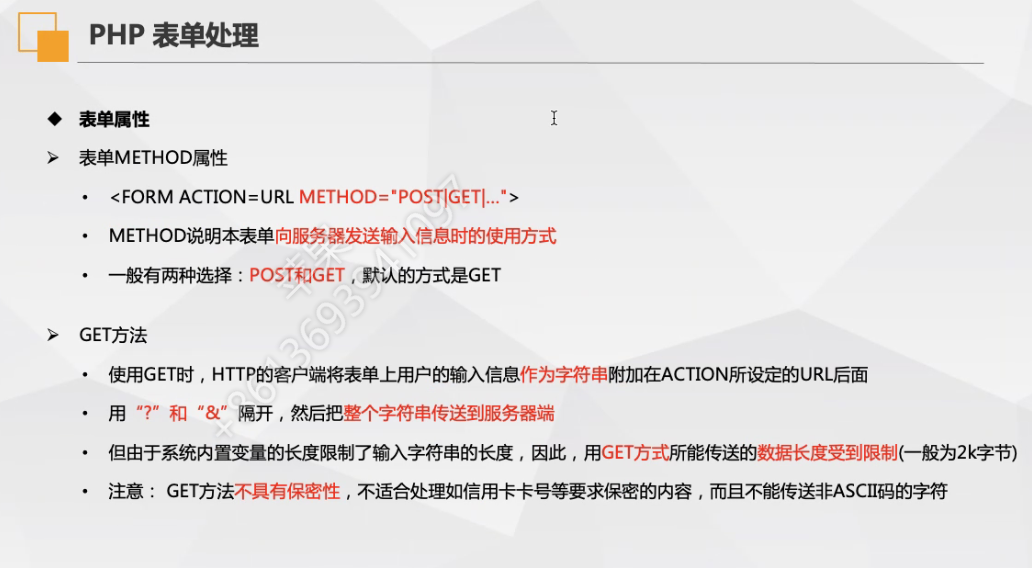 PHP 表单处理
◆ 表单属性
➢ 表单METHOD属性
• <FORM ACTION=URL METHOD="POST|GET|...">
• METHOD说明本表单向服务器发送输入信息时的使用方式
• 一般有两种选择：POST和GET，默认的方式是GET
➢ GET方法
• 使用GET时，HTTP的客户端将表单上用户的输入信息作为字符串附加在ACTION所设定的URL后面
• 用“?”和“&”隔开，然后把整个字符串传送到服务器端
• 但由于系统内置变量的长度限制了输入字符串的长度，因此，用GET方式所能传送的数据长度受到限制(一般为2k字节)
• 注意： GET方法不具有保密性，不适合处理如信用卡卡号等要求保密的内容，而且不能传送非ASCII码的字符